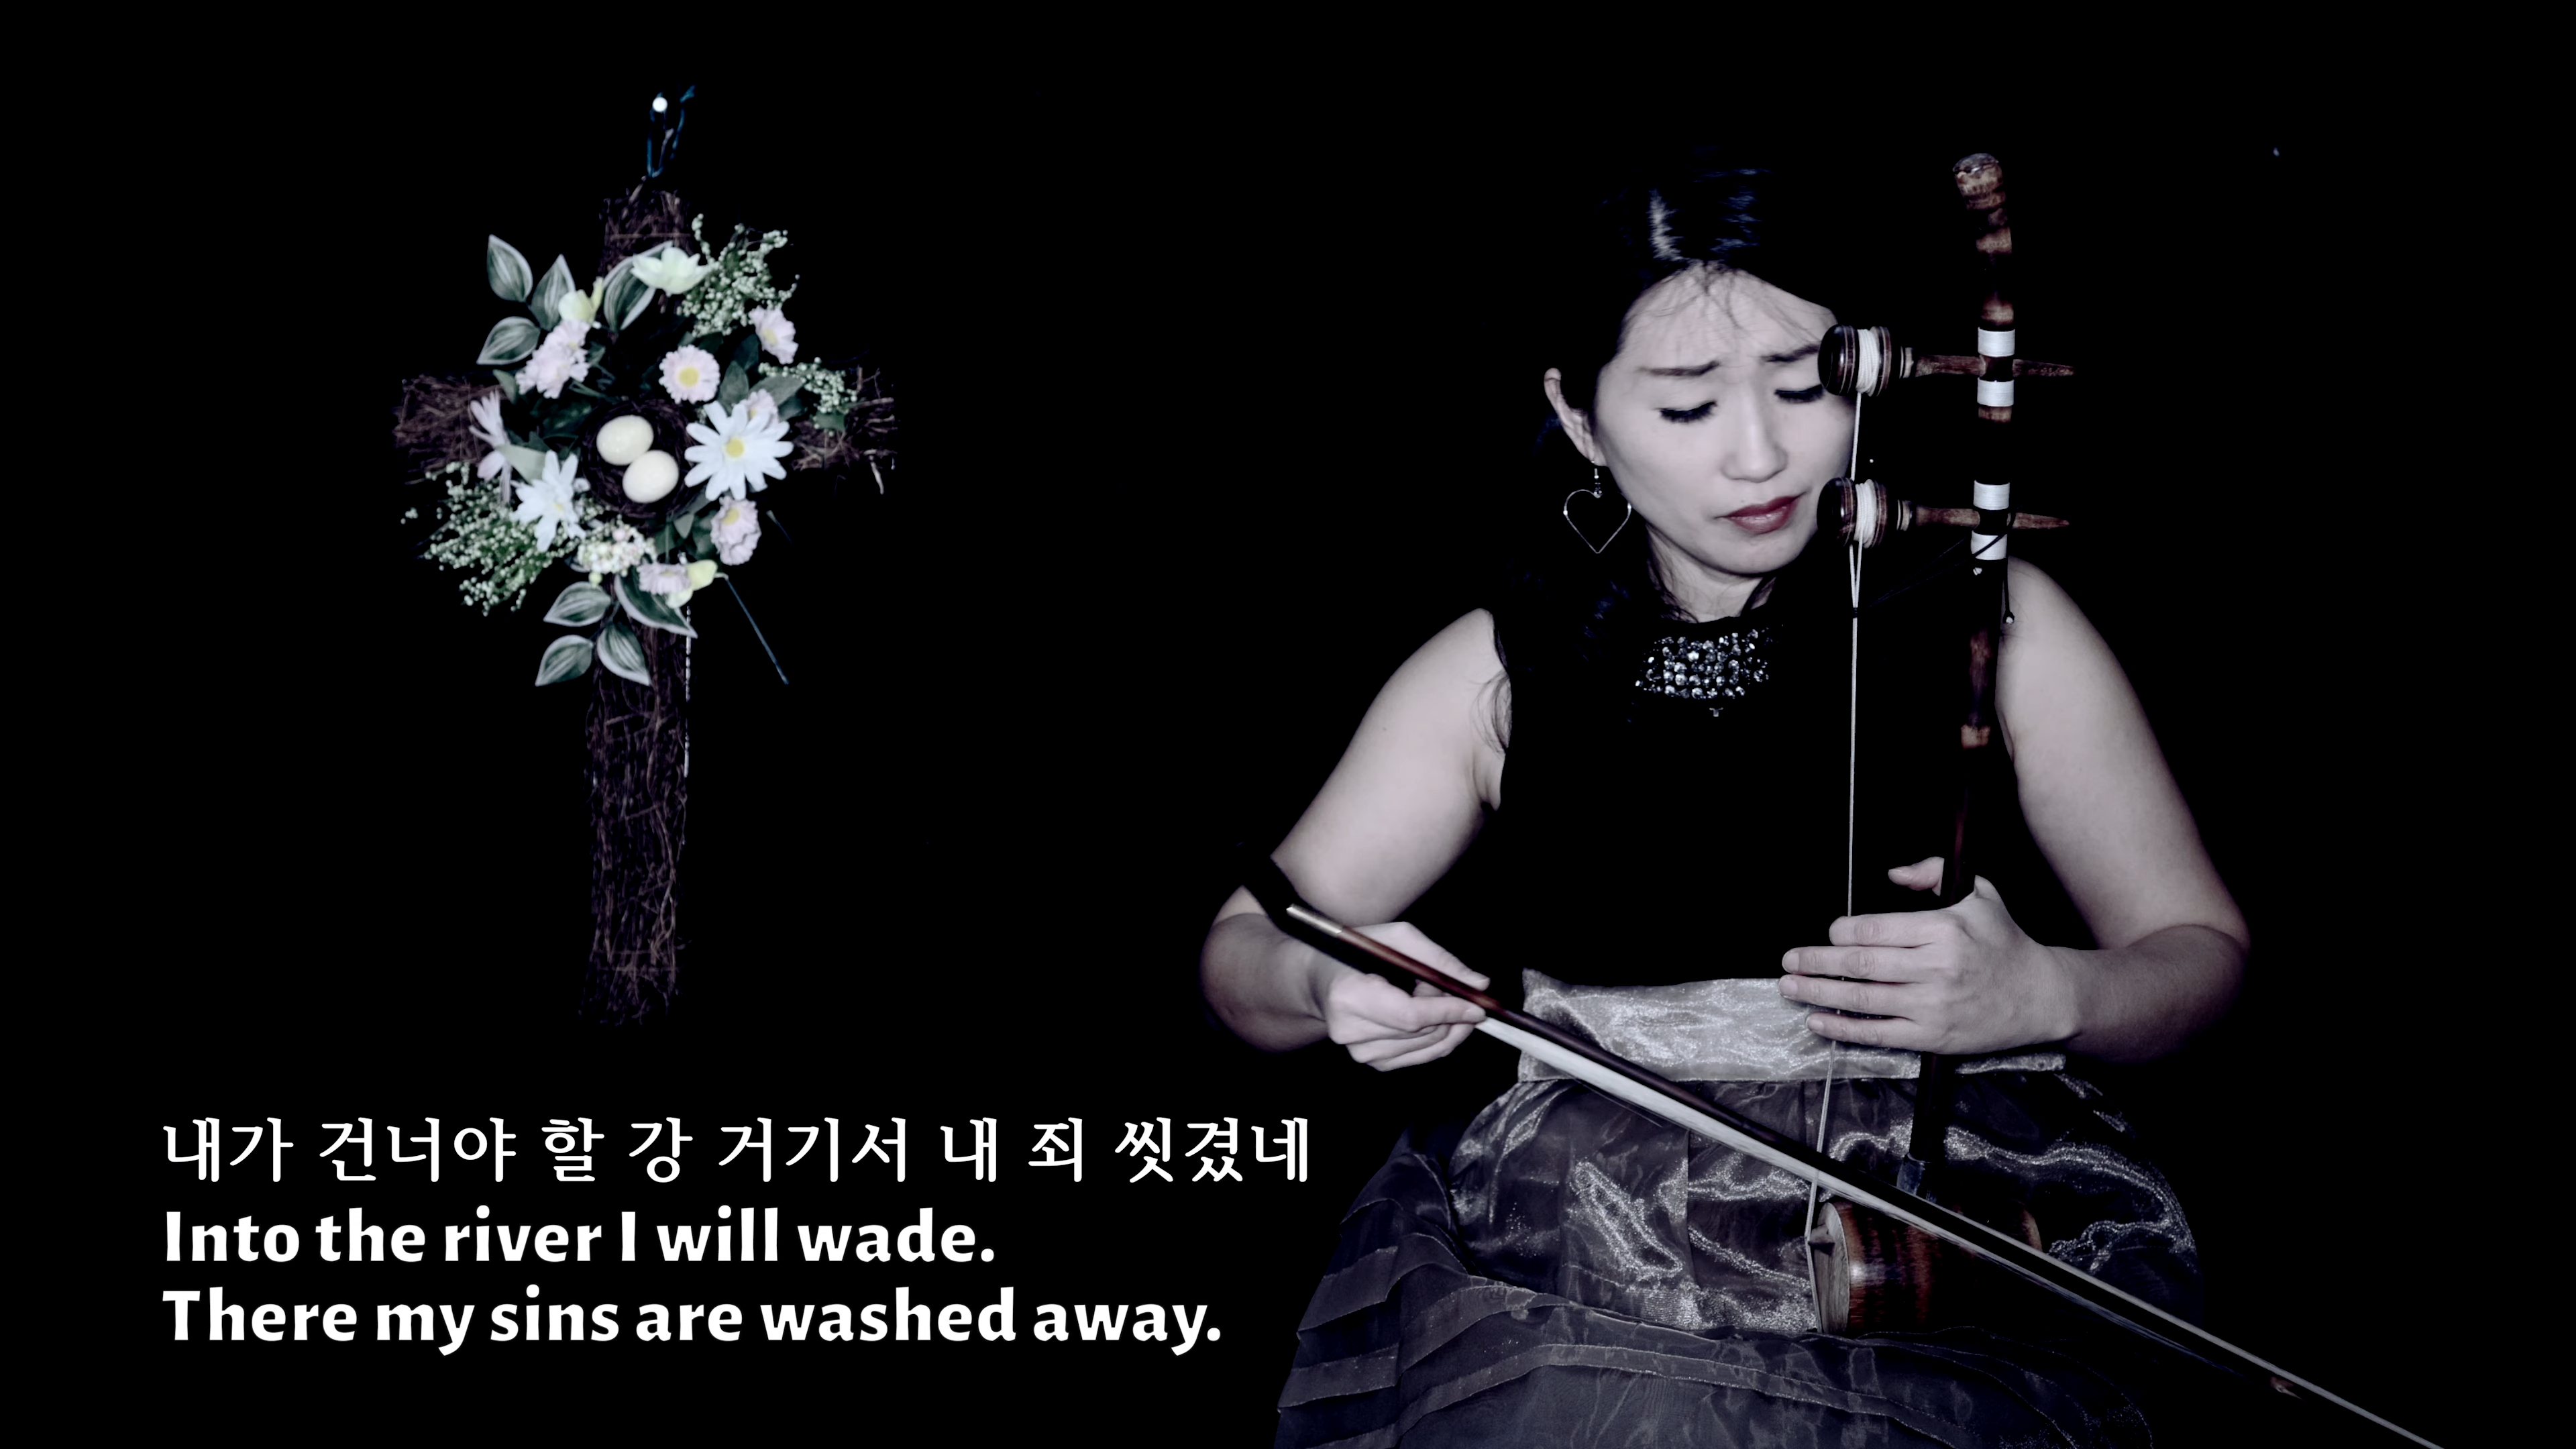 내가 건너야 할 강 거기서 내 죄 씻겼네
Into the river I will wade.
There my sins are washed away.